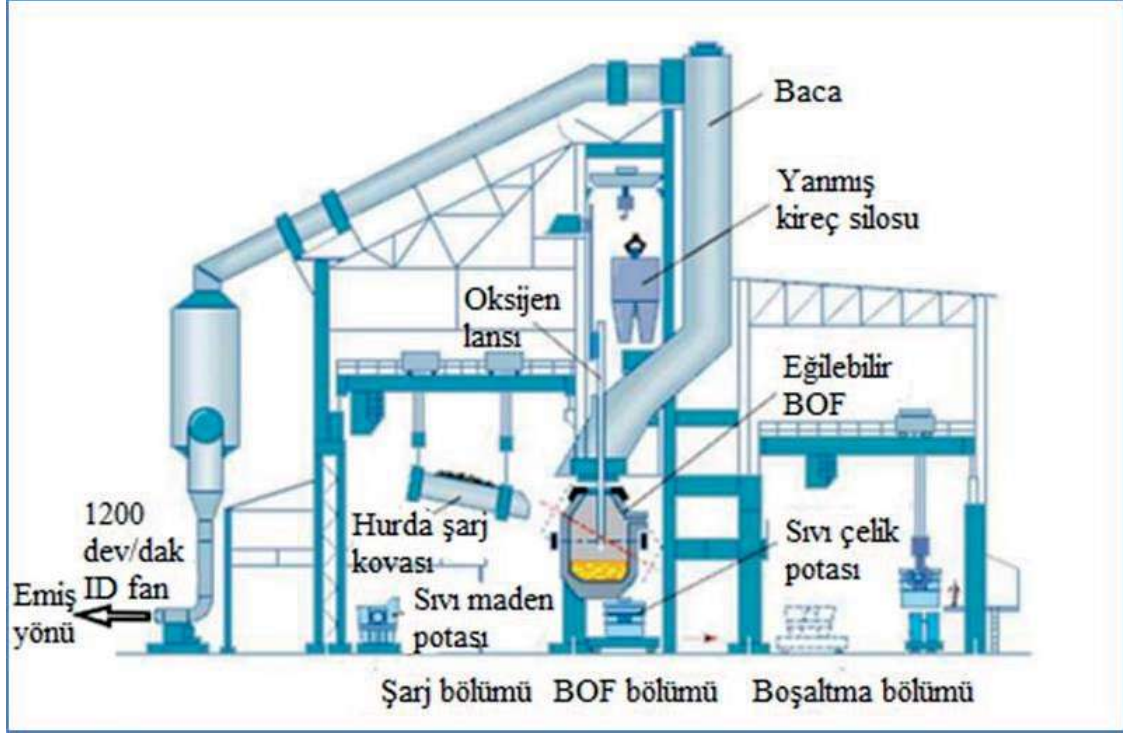 Baca
Yanmış
kireç silosu
Oksijen
lansı
Eğilebilir
BOF
1200
dev/dak
ID fan
Emiş
yönü
Hurda şarj
kovası
Sıvı maden
potası
Sıvı çelik
potası
Şarj bölümü
BOF bölümü
Boşaltma bölümü